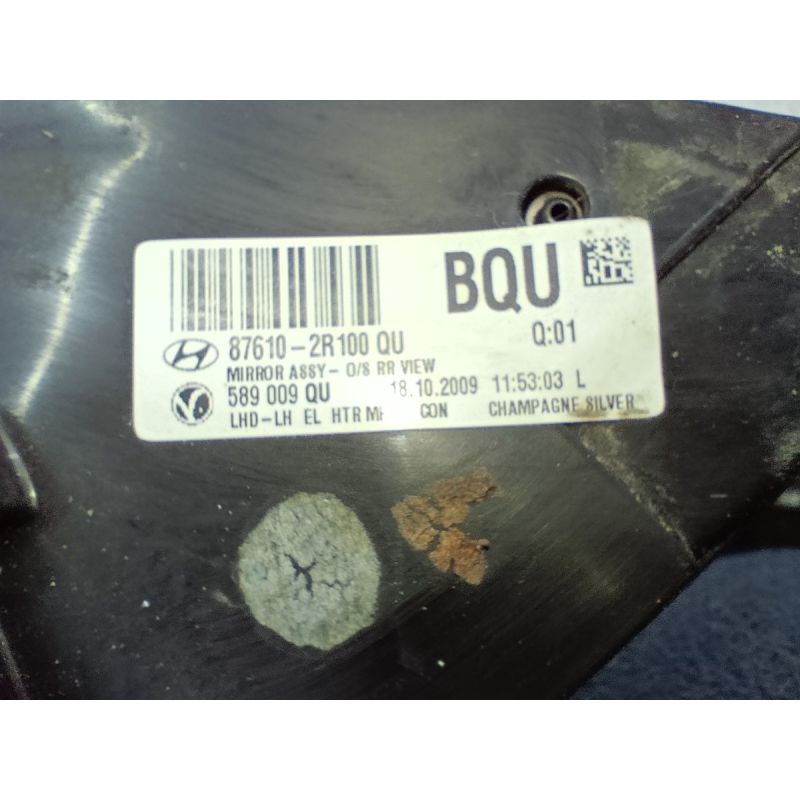 BQU
Q:01
87610-2R100 QU
MIRROR ASSY- O/S RR VIEW
589 009 QU 18.10.2009 11:53:03 L
LHD-LH EL HTR CON CHAMPAGNE SILVER